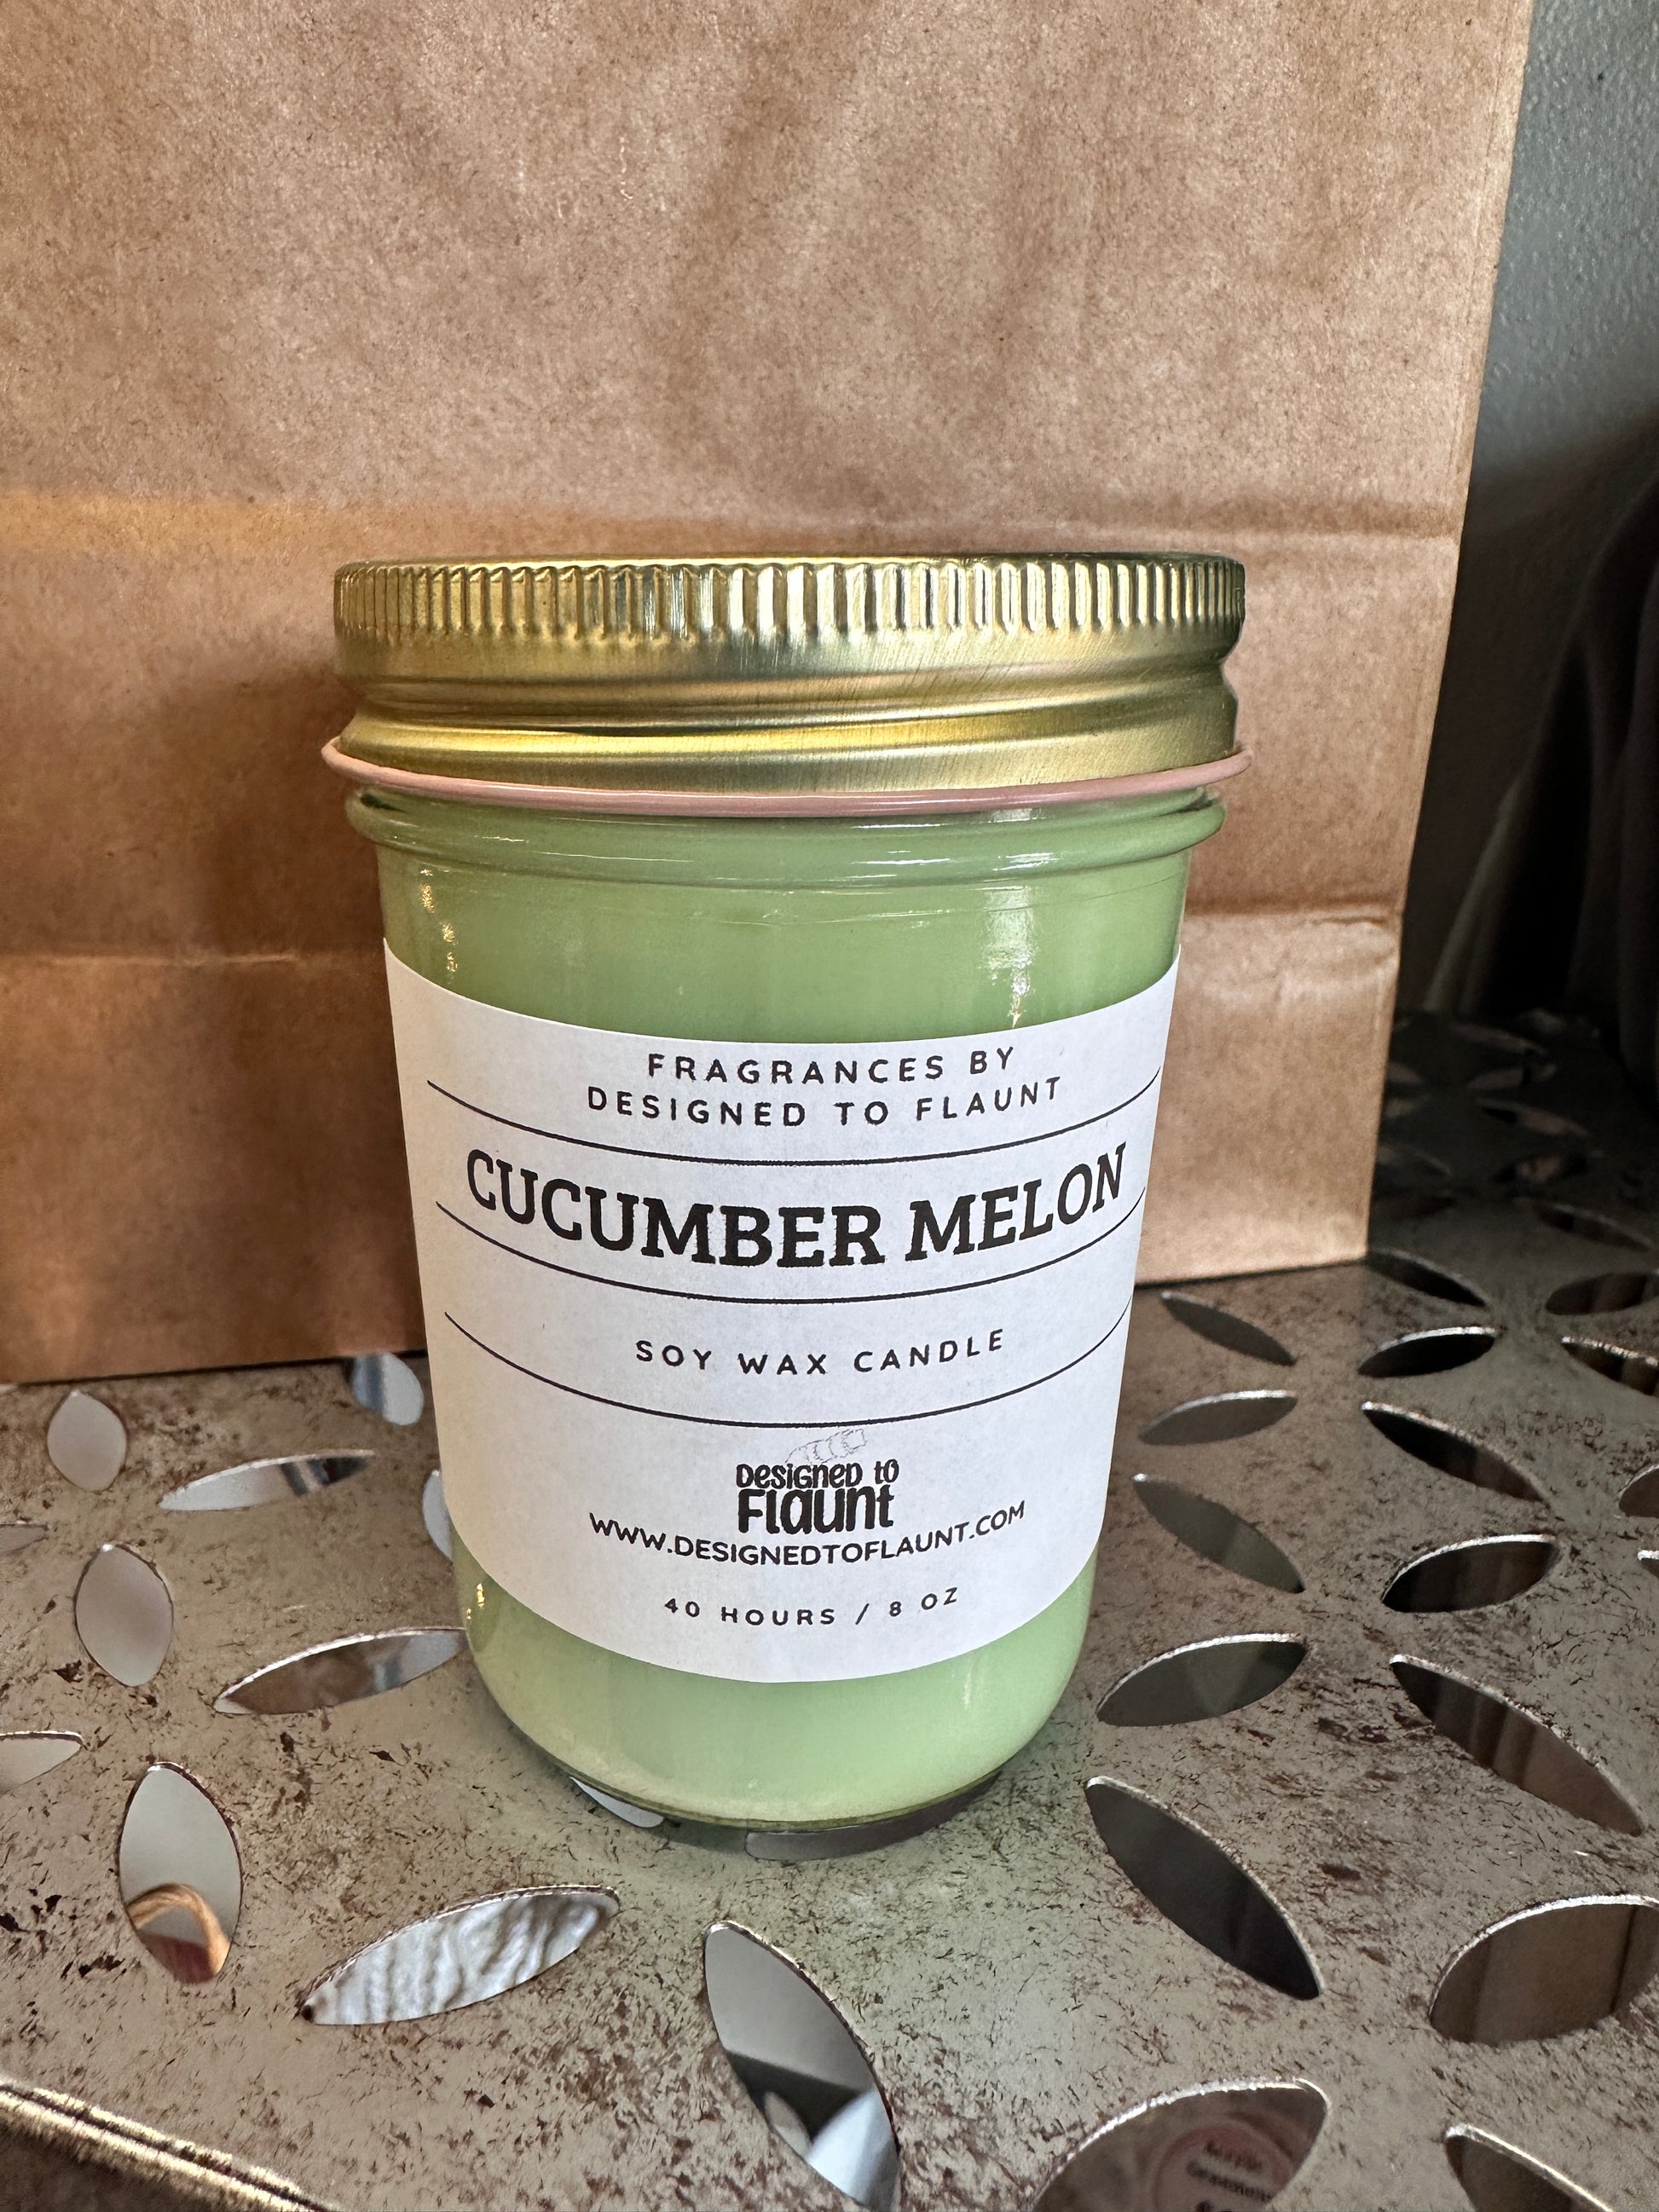 FRAGRANCES BY
DESIGNED TO FLAUNT
CUCUMBER MELON
SOY WAX CANDLE
DESIGNED to
Flaunt
WWW.DESIGNEDTOFLAUNT.COM
40 HOURS / 8 OZ